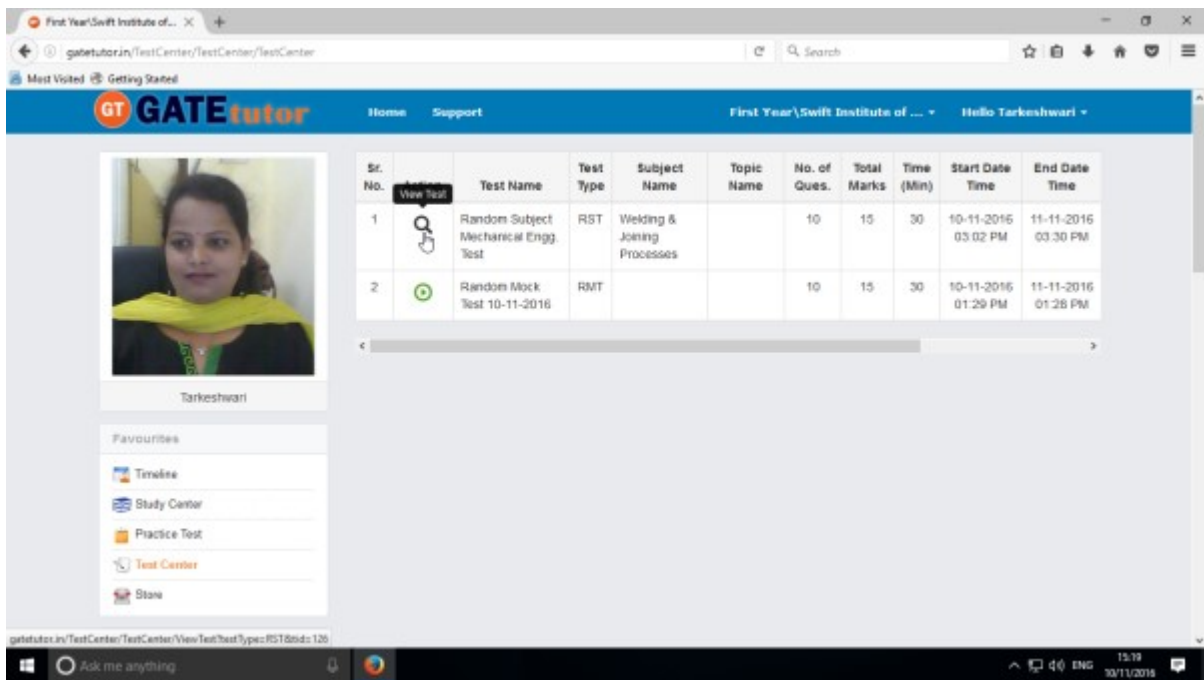 First Year\Swift Institute of...
gatetutor.in/TestCenter/TestCenter/TestCenter
Search
Most Visited Getting Started
GT GATEtutor Home Support First Year\Swift Institute of .... Hello Tarkeshwari
Sr. No. Test Name Test Type Subject Name Topic Name No. of Ques. Total Marks Time (Min) Start Date Time End Date Time
View Test
1 Random Subject Mechanical Engg. Test RST Welding & Joining Processes 10 15 30 10-11-2016 03:02 PM 11-11-2016 03:30 PM
2 Random Mock Test 10-11-2016 RMT 10 15 30 10-11-2016 01:29 PM 11-11-2016 01:28 PM
Tarkeshwari
Favourites
Timeline
Study Center
Practice Test
Test Center
Store
gatetutor.in/TestCenter/TestCenter/ViewTest?testType=RST&tid=126
Ask me anything
ENG
15:19
10/11/2016